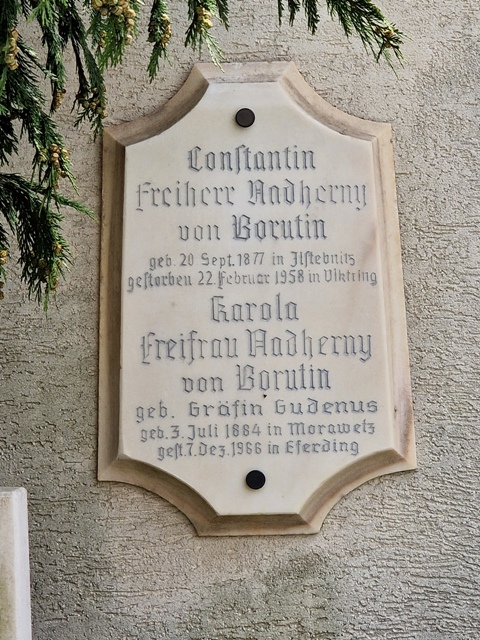 Constantin
Freiherr Nadherny
von Borutin
geb. 20 Sept. 1877 in Jlstebnitz
gestorben 22. Februar 1958 in Viktring
Karola
Freifrau Nadherny
von Borutin
geb. Gräfin Gudenus
geb. 3. Juli 1884 in Morawetz
gest. 7. Dez. 1966 in Eferding